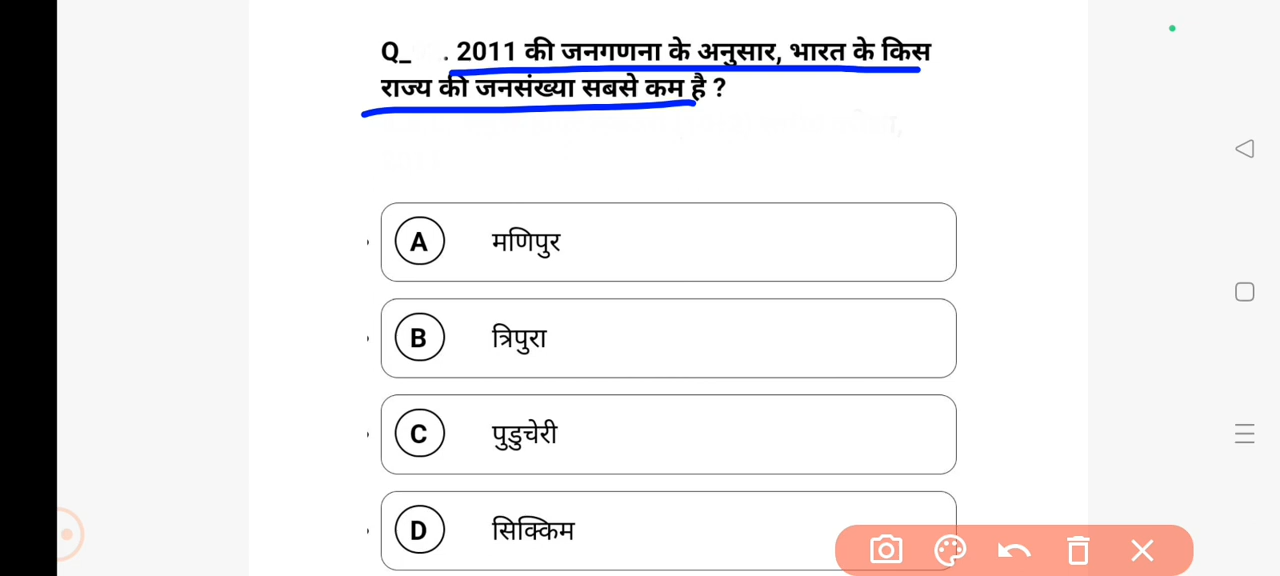 Q_ . 2011 की जनगणना के अनुसार, भारत के किस
राज्य की जनसंख्या सबसे कम है ?
A मणिपुर
B त्रिपुरा
C पुडुचेरी
D सिक्किम